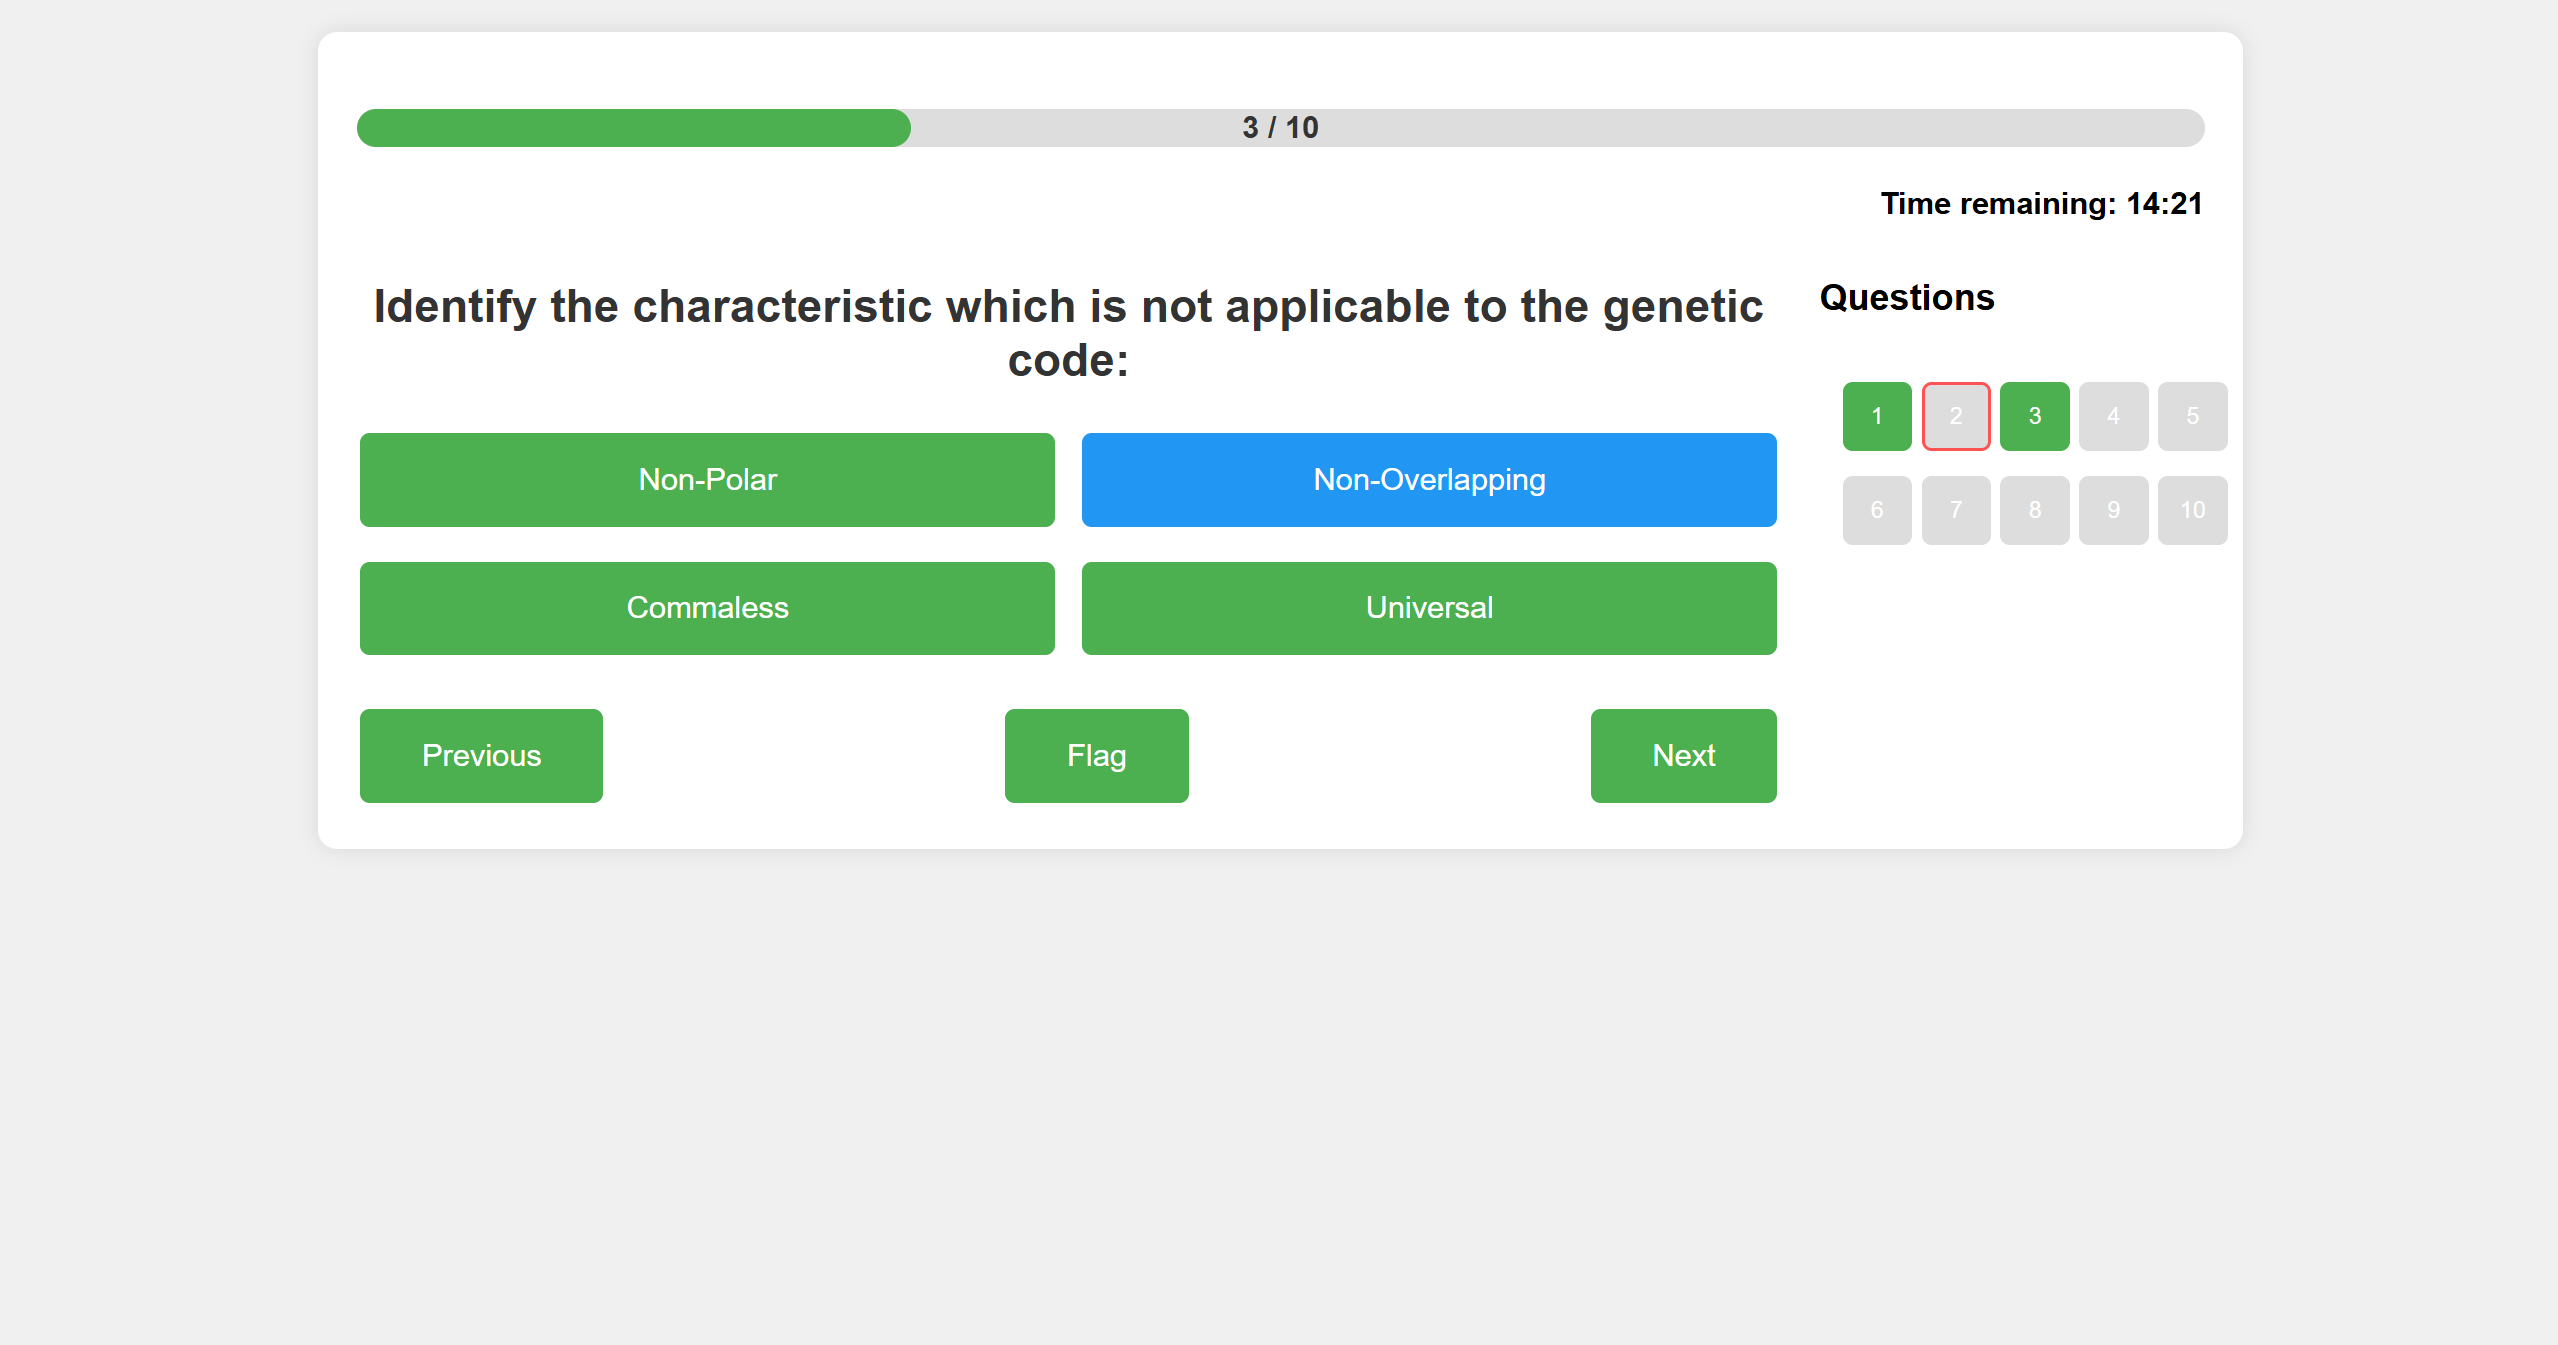 3 / 10
Time remaining: 14:21
Identify the characteristic which is not applicable to the genetic
code:
Non-Polar
Non-Overlapping
Commaless
Universal
Previous
Flag
Next
Questions
1 2 3 4 5
6 7 8 9 10